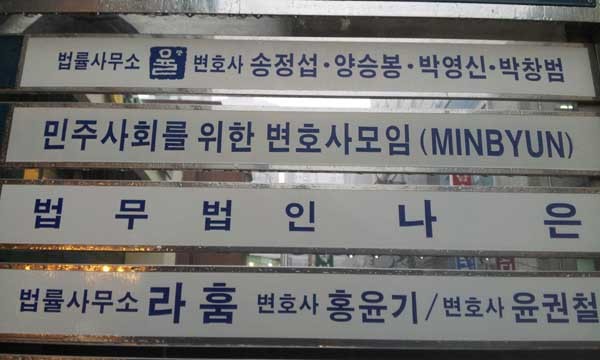 법률사무소 율 변호사 송정섭·양승봉·박영신·박창범
민주사회를 위한 변호사모임 (MINBYUN)
법무법인 나은
법률사무소 라움 변호사 홍윤기/변호사 윤권철